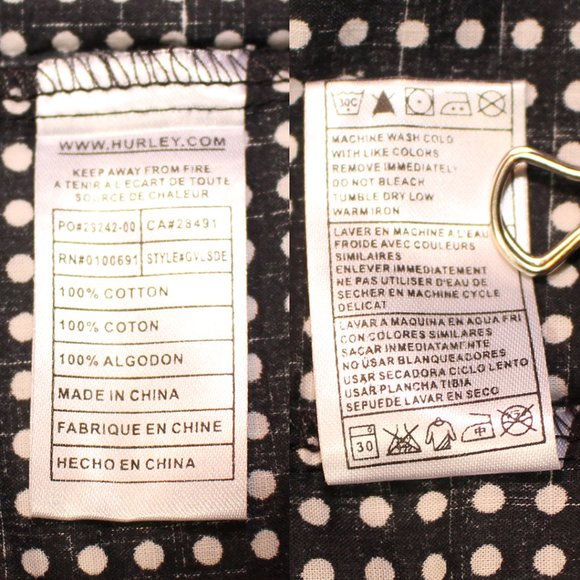 WWW.HURLEY.COM
KEEP AWAY FROM FIRE
A TENIR A L'ECART DE TOUTE
SOURCE DE CHALEUR
PO#29242-00 CA#28491
RN#0100691 STYLE#GVLSDE
100% COTTON
100% COTON
100% ALGODON
MADE IN CHINA
FABRIQUE EN CHINE
HECHO EN CHINA
30C
MACHINE WASH COLD
WITH LIKE COLORS
REMOVE IMMEDIATELY
DO NOT BLEACH
TUMBLE DRY LOW
WARM IRON
LAVER EN MACHINE A L'EAU
FROIDE AVEC COULEURS
SIMILAIRES
ENLEVER IMMEDIATEMENT
NE PAS UTILISER D'EAU DE
SECHER EN MACHINE CYCLE
DELICAT
LAVAR A MAQUINA EN AGUA FRI
CON COLORES SIMILARES
SACAR INMEDIATAMENTE
NO USAR BLANQUEADORES
USAR SECADORA CICLO LENTO
USAR PLANCHA TIBIA
SEPUEDE LAVAR EN SECO
30 中